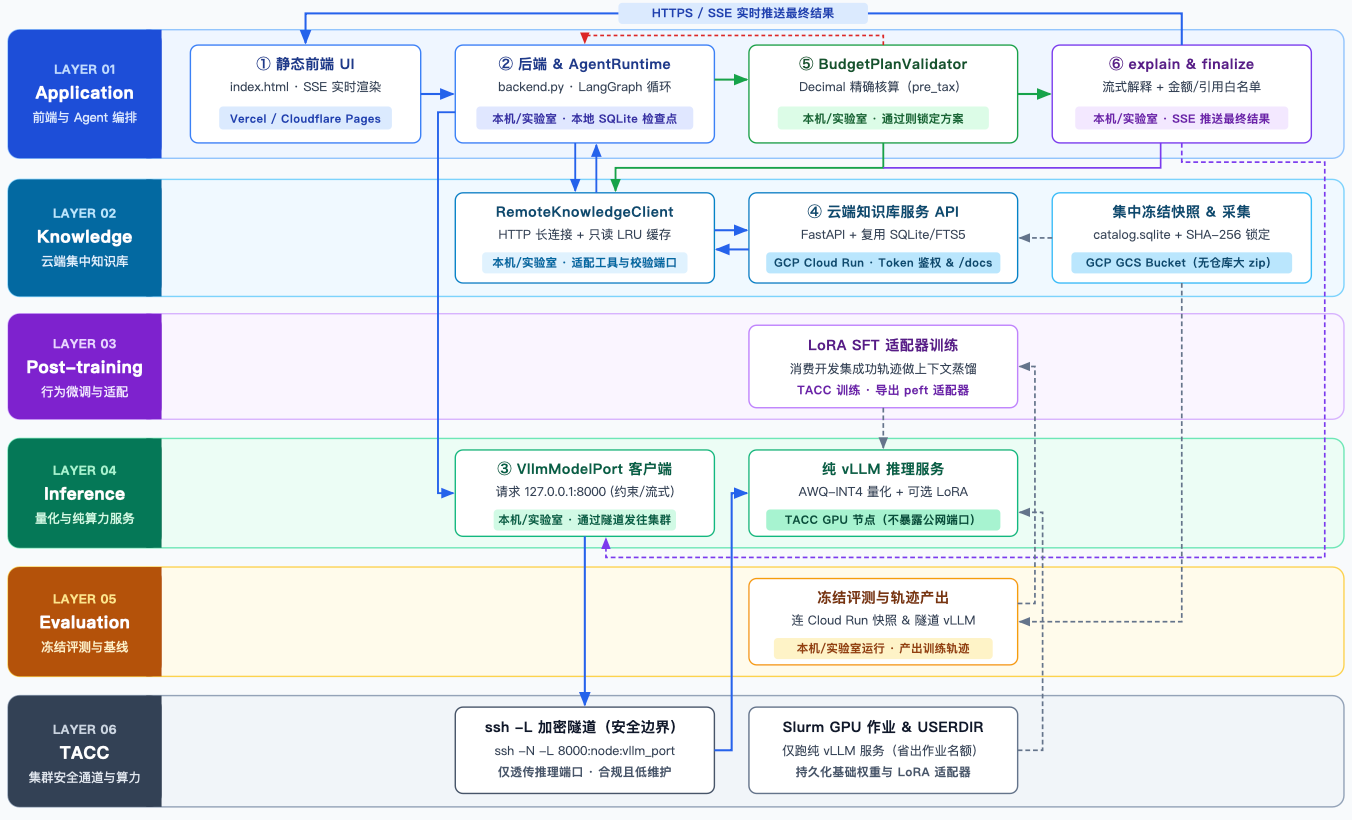 HTTPS / SSE 实时推送最终结果
LAYER 01
Application
前端与 Agent 编排
① 静态前端 UI
index.html · SSE 实时渲染
Vercel / Cloudflare Pages
② 后端 & AgentRuntime
backend.py · LangGraph 循环
本机/实验室 · 本地 SQLite 检查点
⑤ BudgetPlanValidator
Decimal 精确核算（pre_tax）
本机/实验室 · 通过则锁定方案
⑥ explain & finalize
流式解释 + 金额/引用白名单
本机/实验室 · SSE 推送最终结果
LAYER 02
Knowledge
云端集中知识库
RemoteKnowledgeClient
HTTP 长连接 + 只读 LRU 缓存
本机/实验室 · 适配工具与校验端口
④ 云端知识库服务 API
FastAPI + 复用 SQLite/FTS5
GCP Cloud Run · Token 鉴权 & /docs
集中冻结快照 & 采集
catalog.sqlite + SHA-256 锁定
GCP GCS Bucket（无仓库大 zip）
LAYER 03
Post-training
行为微调与适配
LoRA SFT 适配器训练
消费开发集成功轨迹做上下文蒸馏
TACC 训练 · 导出 peft 适配器
LAYER 04
Inference
量化与纯算力服务
③ VllmModelPort 客户端
请求 127.0.0.1:8000 (约束/流式)
本机/实验室 · 通过隧道发往集群
纯 vLLM 推理服务
AWQ-INT4 量化 + 可选 LoRA
TACC GPU 节点（不暴露公网端口）
LAYER 05
Evaluation
冻结评测与基线
冻结评测与轨迹产出
连 Cloud Run 快照 & 隧道 vLLM
本机/实验室运行 · 产出训练轨迹
LAYER 06
TACC
集群安全通道与算力
ssh -L 加密隧道（安全边界）
ssh -N -L 8000:node:vllm_port
仅透传推理端口 · 合规且低维护
Slurm GPU 作业 & USERDIR
仅跑纯 vLLM 服务（省出作业名额）
持久化基础权重与 LoRA 适配器